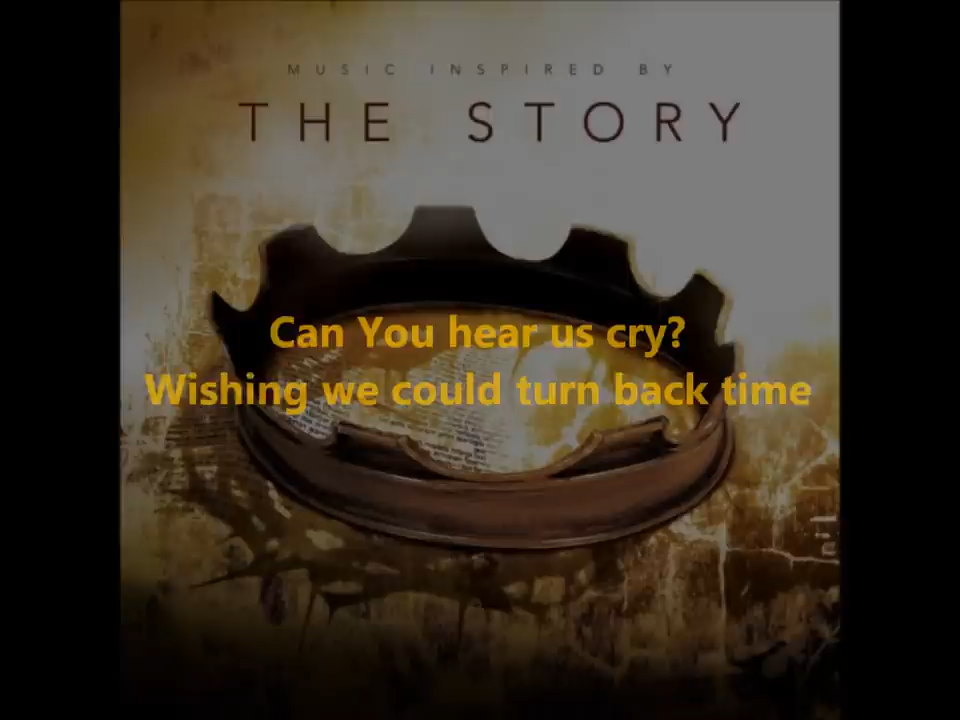 MUSIC INSPIRED BY
THE STORY
Can You hear us cry?
Wishing we could turn back time